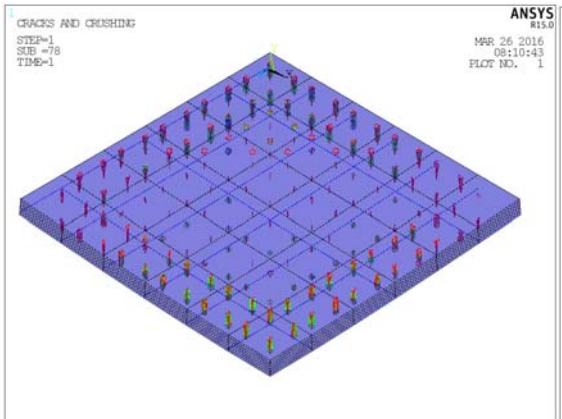 1
CRACKS AND CRUSHING
STEP=1
SUB =78
TIME=1
ANSYS
R15.0
MAR 26 2016
08:10:43
PLOT NO. 1